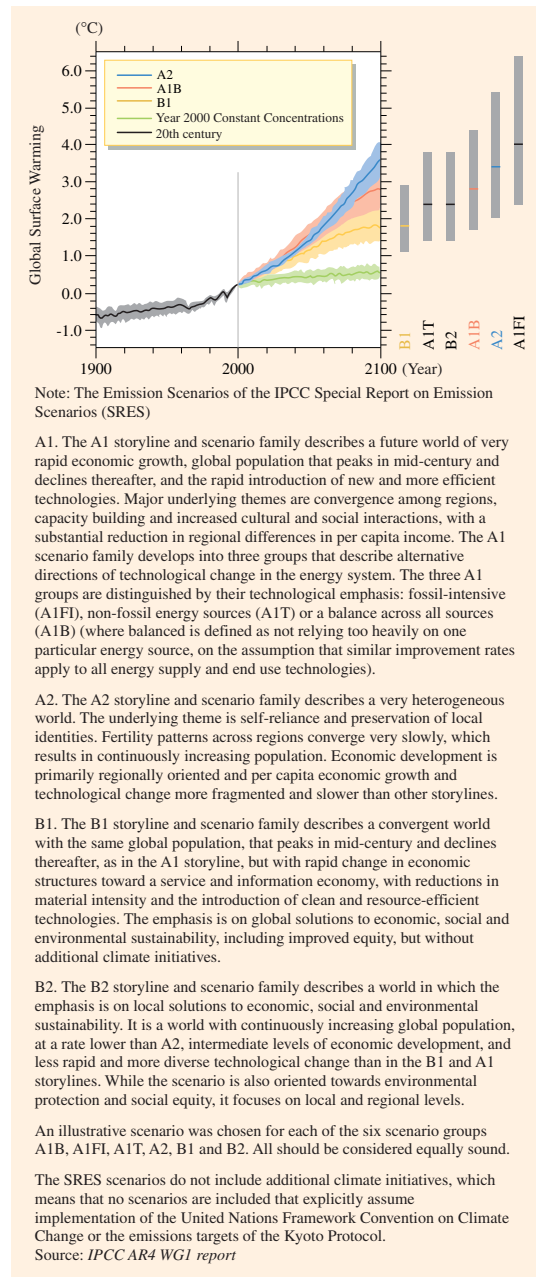 (°C)
Global Surface Warming
6.0
5.0
4.0
3.0
2.0
1.0
0.0
-1.0
A2
A1B
B1
Year 2000 Constant Concentrations
20th century
1900
2000
2100 (Year)
B1
A1T
B2
A1B
A2
A1FI
Note: The Emission Scenarios of the IPCC Special Report on Emission
Scenarios (SRES)
A1. The A1 storyline and scenario family describes a future world of very
rapid economic growth, global population that peaks in mid-century and
declines thereafter, and the rapid introduction of new and more efficient
technologies. Major underlying themes are convergence among regions,
capacity building and increased cultural and social interactions, with a
substantial reduction in regional differences in per capita income. The A1
scenario family develops into three groups that describe alternative
directions of technological change in the energy system. The three A1
groups are distinguished by their technological emphasis: fossil-intensive
(A1FI), non-fossil energy sources (A1T) or a balance across all sources
(A1B) (where balanced is defined as not relying too heavily on one
particular energy source, on the assumption that similar improvement rates
apply to all energy supply and end use technologies).
A2. The A2 storyline and scenario family describes a very heterogeneous
world. The underlying theme is self-reliance and preservation of local
identities. Fertility patterns across regions converge very slowly, which
results in continuously increasing population. Economic development is
primarily regionally oriented and per capita economic growth and
technological change more fragmented and slower than other storylines.
B1. The B1 storyline and scenario family describes a convergent world
with the same global population, that peaks in mid-century and declines
thereafter, as in the A1 storyline, but with rapid change in economic
structures toward a service and information economy, with reductions in
material intensity and the introduction of clean and resource-efficient
technologies. The emphasis is on global solutions to economic, social and
environmental sustainability, including improved equity, but without
additional climate initiatives.
B2. The B2 storyline and scenario family describes a world in which the
emphasis is on local solutions to economic, social and environmental
sustainability. It is a world with continuously increasing global population,
at a rate lower than A2, intermediate levels of economic development, and
less rapid and more diverse technological change than in the B1 and A1
storylines. While the scenario is also oriented towards environmental
protection and social equity, it focuses on local and regional levels.
An illustrative scenario was chosen for each of the six scenario groups
A1B, A1FI, A1T, A2, B1 and B2. All should be considered equally sound.
The SRES scenarios do not include additional climate initiatives, which
means that no scenarios are included that explicitly assume
implementation of the United Nations Framework Convention on Climate
Change or the emissions targets of the Kyoto Protocol.
Source: IPCC AR4 WG1 report